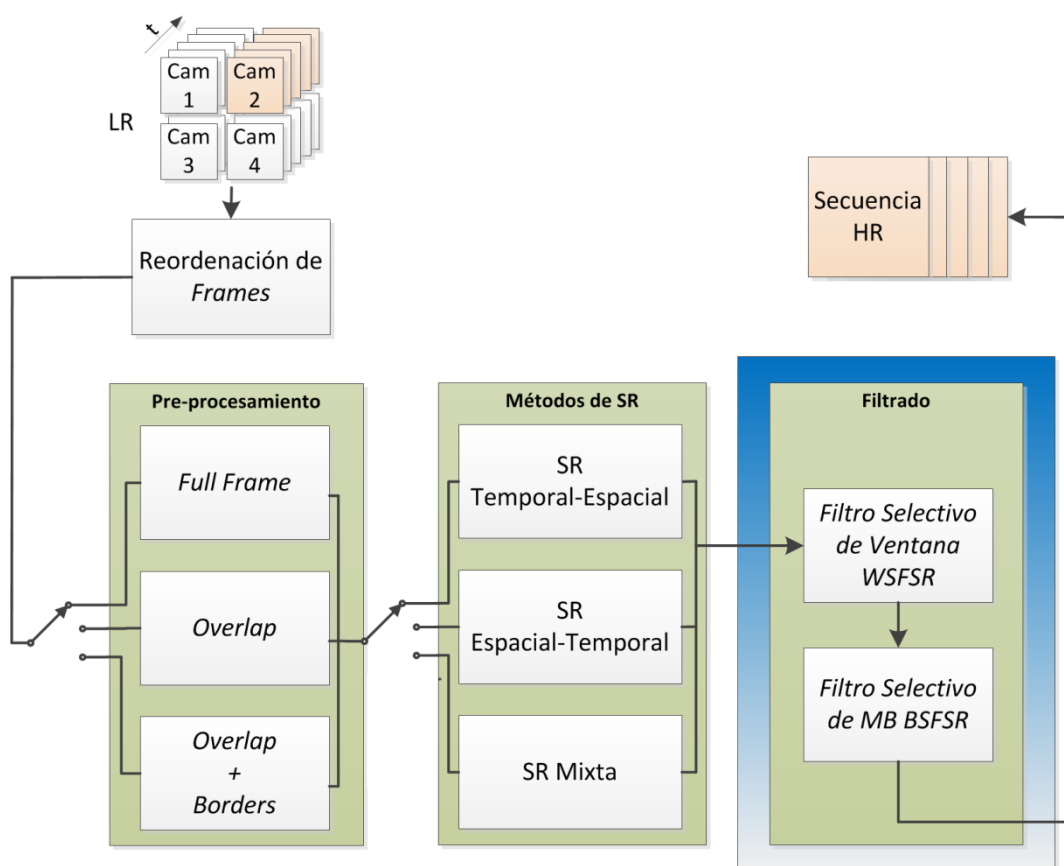 t
LR
Cam
1
Cam
2
Cam
3
Cam
4
Reordenación de
Frames
Secuencia
HR
Pre-procesamiento
Full Frame
Overlap
Overlap
+
Borders
Métodos de SR
SR
Temporal-Espacial
SR
Espacial-Temporal
SR Mixta
Filtrado
Filtro Selectivo
de Ventana
WSFSR
Filtro Selectivo
de MB BSFSR